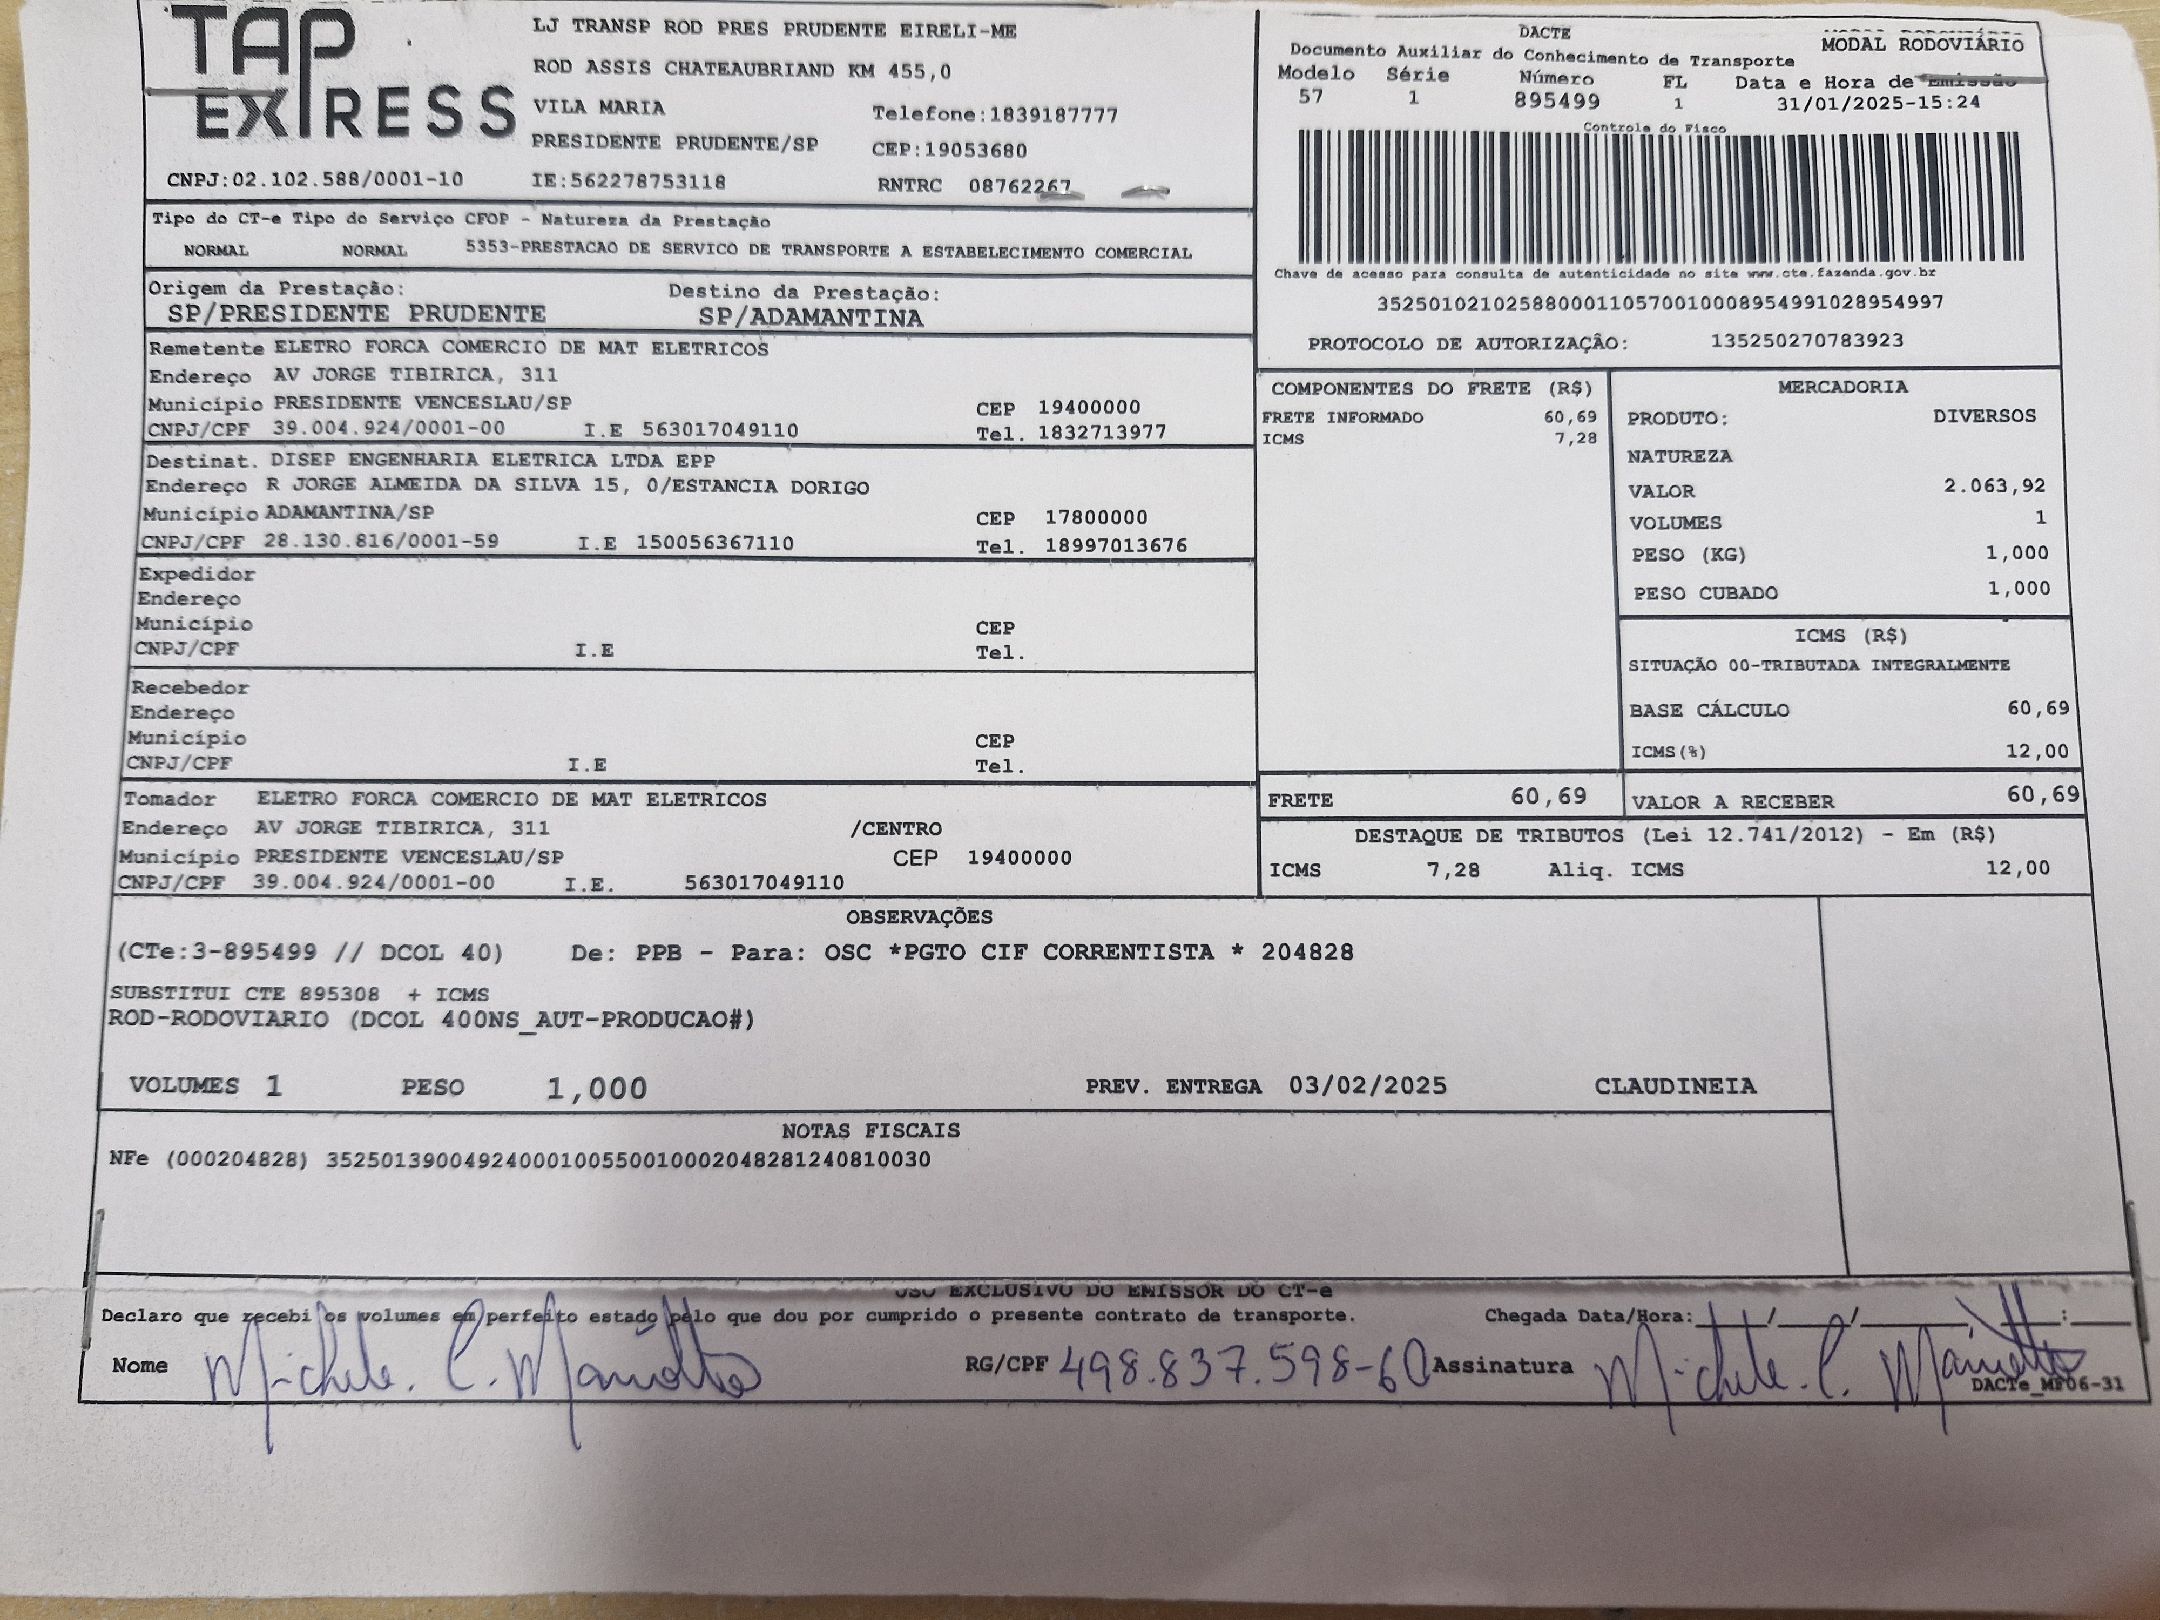 TAP EXPRESS
LJ TRANSP ROD PRES PRUDENTE EIRELI-ME
ROD ASSIS CHATEAUBRIAND KM 455,0
VILA MARIA Telefone:1839187777
PRESIDENTE PRUDENTE/SP CEP:19053680
CNPJ:02.102.588/0001-10 IE:562278753118 RNTRC 08762267
DACTE MODAL RODOVIÁRIO
Documento Auxiliar do Conhecimento de Transporte
Modelo Série Número FL Data e Hora de Emissão
57 1 895499 1 31/01/2025-15:24
Controle do Fisco
Chave de acesso para consulta de autenticidade no site www.cte.fazenda.gov.br
35250102102588000110570010008954991028954997
PROTOCOLO DE AUTORIZAÇÃO: 135250270783923
Tipo do CT-e Tipo do Serviço CFOP - Natureza da Prestação
NORMAL NORMAL 5353-PRESTACAO DE SERVICO DE TRANSPORTE A ESTABELECIMENTO COMERCIAL
Origem da Prestação: Destino da Prestação:
SP/PRESIDENTE PRUDENTE SP/ADAMANTINA
Remetente ELETRO FORCA COMERCIO DE MAT ELETRICOS
Endereço AV JORGE TIBIRICA, 311
Município PRESIDENTE VENCESLAU/SP CEP 19400000
CNPJ/CPF 39.004.924/0001-00 I.E 563017049110 Tel. 1832713977
Destinat. DISEP ENGENHARIA ELETRICA LTDA EPP
Endereço R JORGE ALMEIDA DA SILVA 15, 0/ESTANCIA DORIGO
Município ADAMANTINA/SP CEP 17800000
CNPJ/CPF 28.130.816/0001-59 I.E 150056367110 Tel. 18997013676
Expedidor
Endereço
Município CEP
CNPJ/CPF I.E Tel.
Recebedor
Endereço
Município CEP
CNPJ/CPF I.E Tel.
Tomador ELETRO FORCA COMERCIO DE MAT ELETRICOS
Endereço AV JORGE TIBIRICA, 311 /CENTRO
Município PRESIDENTE VENCESLAU/SP CEP 19400000
CNPJ/CPF 39.004.924/0001-00 I.E. 563017049110
COMPONENTES DO FRETE (R$)
FRETE INFORMADO 60,69
ICMS 7,28
MERCADORIA
PRODUTO: DIVERSOS
NATUREZA
VALOR 2.063,92
VOLUMES 1
PESO (KG) 1,000
PESO CUBADO 1,000
ICMS (R$)
SITUAÇÃO 00-TRIBUTADA INTEGRALMENTE
BASE CÁLCULO 60,69
ICMS(%) 12,00
FRETE 60,69 VALOR A RECEBER 60,69
DESTAQUE DE TRIBUTOS (Lei 12.741/2012) - Em (R$)
ICMS 7,28 Aliq. ICMS 12,00
OBSERVAÇÕES
(CTe:3-895499 // DCOL 40) De: PPB - Para: OSC *PGTO CIF CORRENTISTA * 204828
SUBSTITUI CTE 895308 + ICMS
ROD-RODOVIARIO (DCOL 400NS_AUT-PRODUCAO#)
VOLUMES 1 PESO 1,000 PREV. ENTREGA 03/02/2025 CLAUDINEIA
NOTAS FISCAIS
NFe (000204828) 35250139004924000100550010002048281240810030
USO EXCLUSIVO DO EMISSOR DO CT-e
Declaro que recebi os volumes em perfeito estado pelo que dou por cumprido o presente contrato de transporte. Chegada Data/Hora:___/___/_____ ___:____
Nome Michele. C. Mariotto RG/CPF 498.837.598-60 Assinatura Michele. C. Mariotto
DACTe_MF06-31